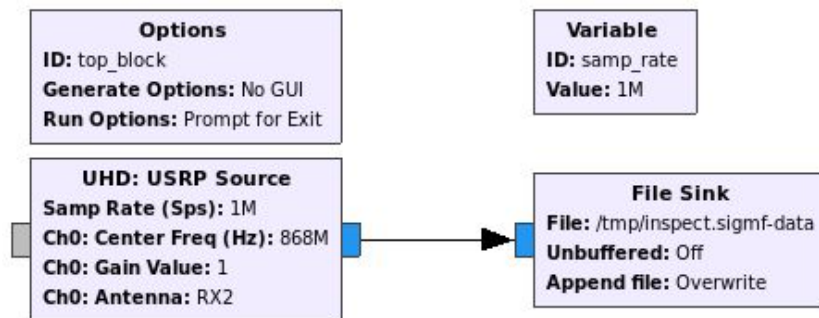 Options
ID: top_block
Generate Options: No GUI
Run Options: Prompt for Exit
Variable
ID: samp_rate
Value: 1M
UHD: USRP Source
Samp Rate (Sps): 1M
Ch0: Center Freq (Hz): 868M
Ch0: Gain Value: 1
Ch0: Antenna: RX2
File Sink
File: /tmp/inspect.sigmf-data
Unbuffered: Off
Append file: Overwrite